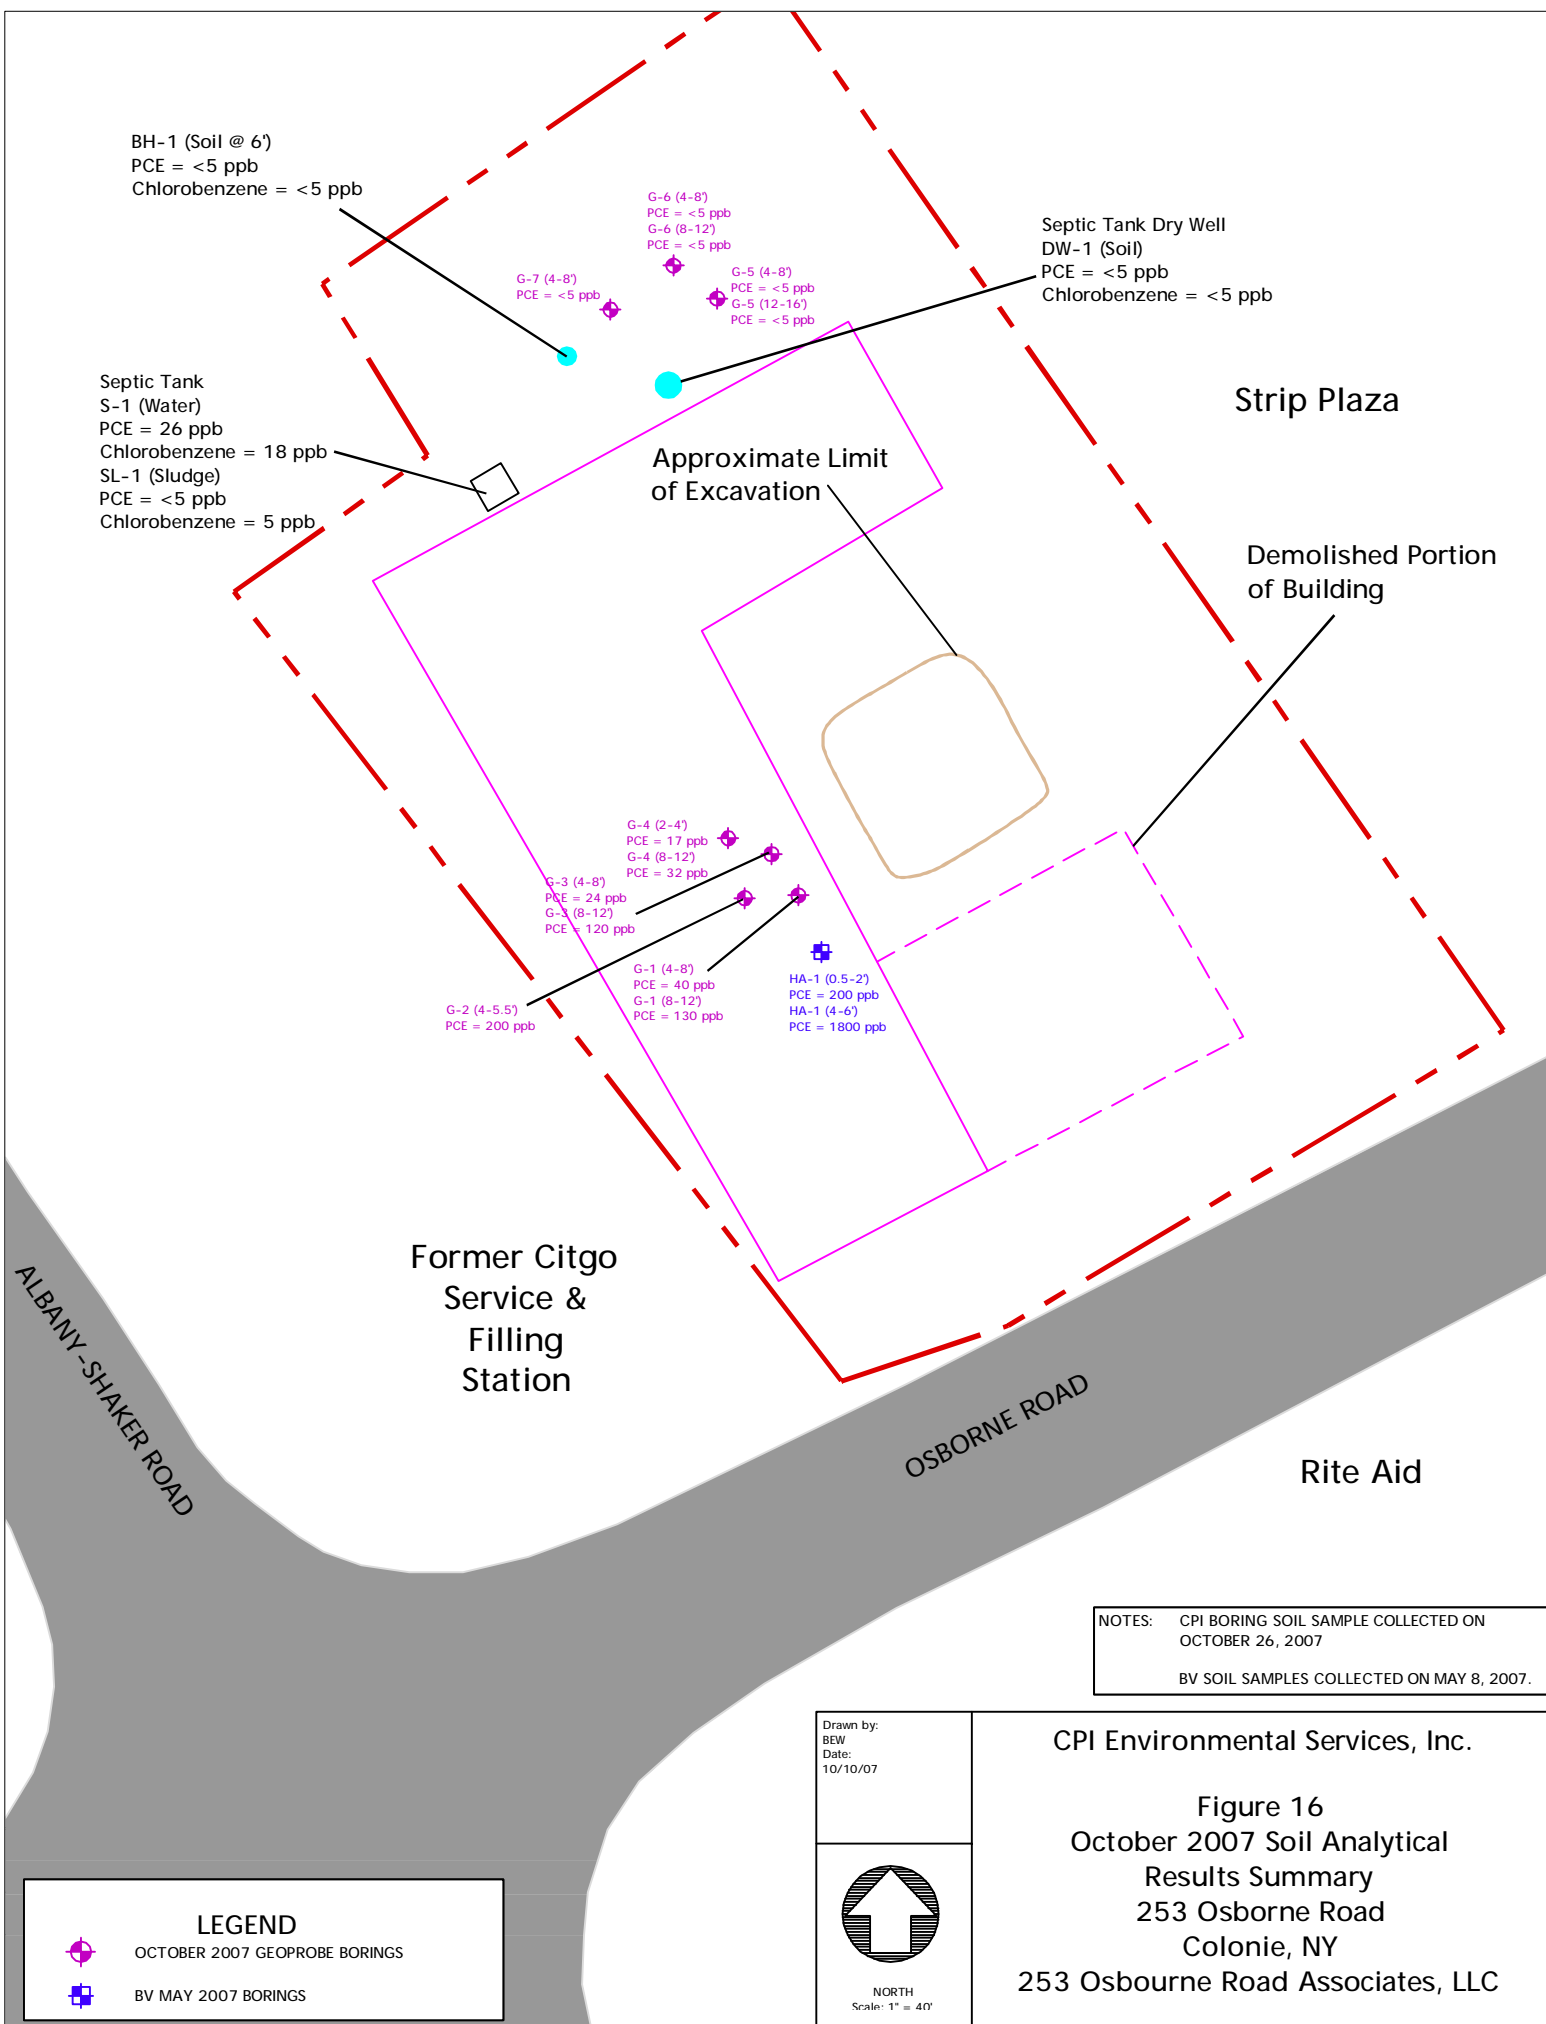 BH-1 (Soil @ 6')
PCE = <5 ppb
Chlorobenzene = <5 ppb
G-6 (4-8')
PCE = <5 ppb
G-6 (8-12')
PCE = <5 ppb
G-7 (4-8')
PCE = <5 ppb
G-5 (4-8')
PCE = <5 ppb
G-5 (12-16')
PCE = <5 ppb
Septic Tank Dry Well
DW-1 (Soil)
PCE = <5 ppb
Chlorobenzene = <5 ppb
Septic Tank
S-1 (Water)
PCE = 26 ppb
Chlorobenzene = 18 ppb
SL-1 (Sludge)
PCE = <5 ppb
Chlorobenzene = 5 ppb
Strip Plaza
Approximate Limit
of Excavation
Demolished Portion
of Building
G-4 (2-4')
PCE = 17 ppb
G-4 (8-12')
PCE = 32 ppb
G-3 (4-8')
PCE = 24 ppb
G-3 (8-12')
PCE = 120 ppb
G-1 (4-8')
PCE = 40 ppb
G-1 (8-12')
PCE = 130 ppb
G-2 (4-5.5')
PCE = 200 ppb
HA-1 (0.5-2')
PCE = 200 ppb
HA-1 (4-6')
PCE = 1800 ppb
Former Citgo
Service &
Filling
Station
ALBANY-SHAKER ROAD
OSBORNE ROAD
Rite Aid
NOTES: CPI BORING SOIL SAMPLE COLLECTED ON
OCTOBER 26, 2007
BV SOIL SAMPLES COLLECTED ON MAY 8, 2007.
Drawn by:
BEW
Date:
10/10/07
NORTH
Scale: 1" = 40'
CPI Environmental Services, Inc.
Figure 16
October 2007 Soil Analytical
Results Summary
253 Osborne Road
Colonie, NY
253 Osbourne Road Associates, LLC
LEGEND
OCTOBER 2007 GEOPROBE BORINGS
BV MAY 2007 BORINGS